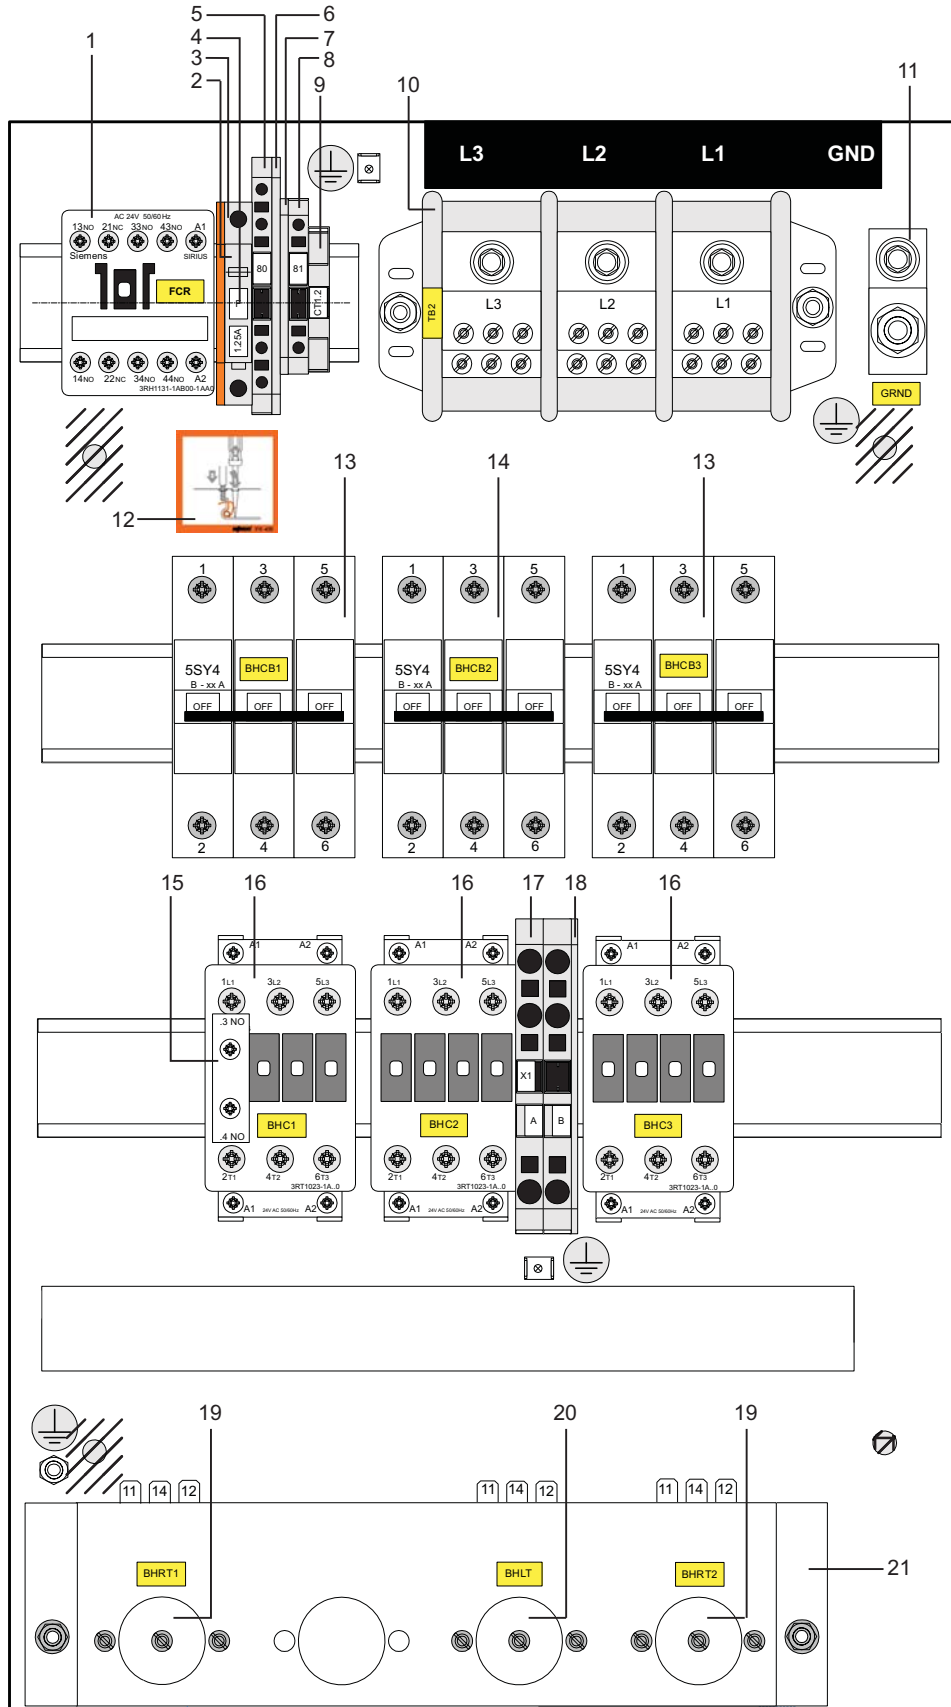 5
6
4
7
3
8
2
9
1
10
11
L3 L2 L1 GND
AC 24V 50/60 Hz
13NO 21NC 33NO 43NO A1
Siemens SIRIUS
FCR
14NO 22NC 34NO 44NO A2
3RH1131-1AB00-1AA0
1.25A
80
81
CT1.2
TB2
L3 L2 L1
GRND
12
13 14 13
1 3 5 1 3 5 1 3 5
5SY4 BHCB1 5SY4 BHCB2 5SY4 BHCB3
B - xx A B - xx A B - xx A
OFF OFF OFF OFF OFF OFF OFF OFF OFF
2 4 6 2 4 6 2 4 6
15 16 16 17 18 16
A1 A2 A1 A2 A1 A2
1L1 3L2 5L3 1L1 3L2 5L3 1L1 3L2 5L3
.3 NO
X1
BHC1 BHC2 A B BHC3
.4 NO
2T1 4T2 6T3 2T1 4T2 6T3 2T1 4T2 6T3
3RT1023-1A..0 3RT1023-1A..0 3RT1023-1A..0
A1 24V AC 50/60Hz A2 A1 24V AC 50/60Hz A2 A1 24V AC 50/60Hz A2
19 20 19
11 14 12 11 14 12 11 14 12
BHRT1 BHLT BHRT2
21